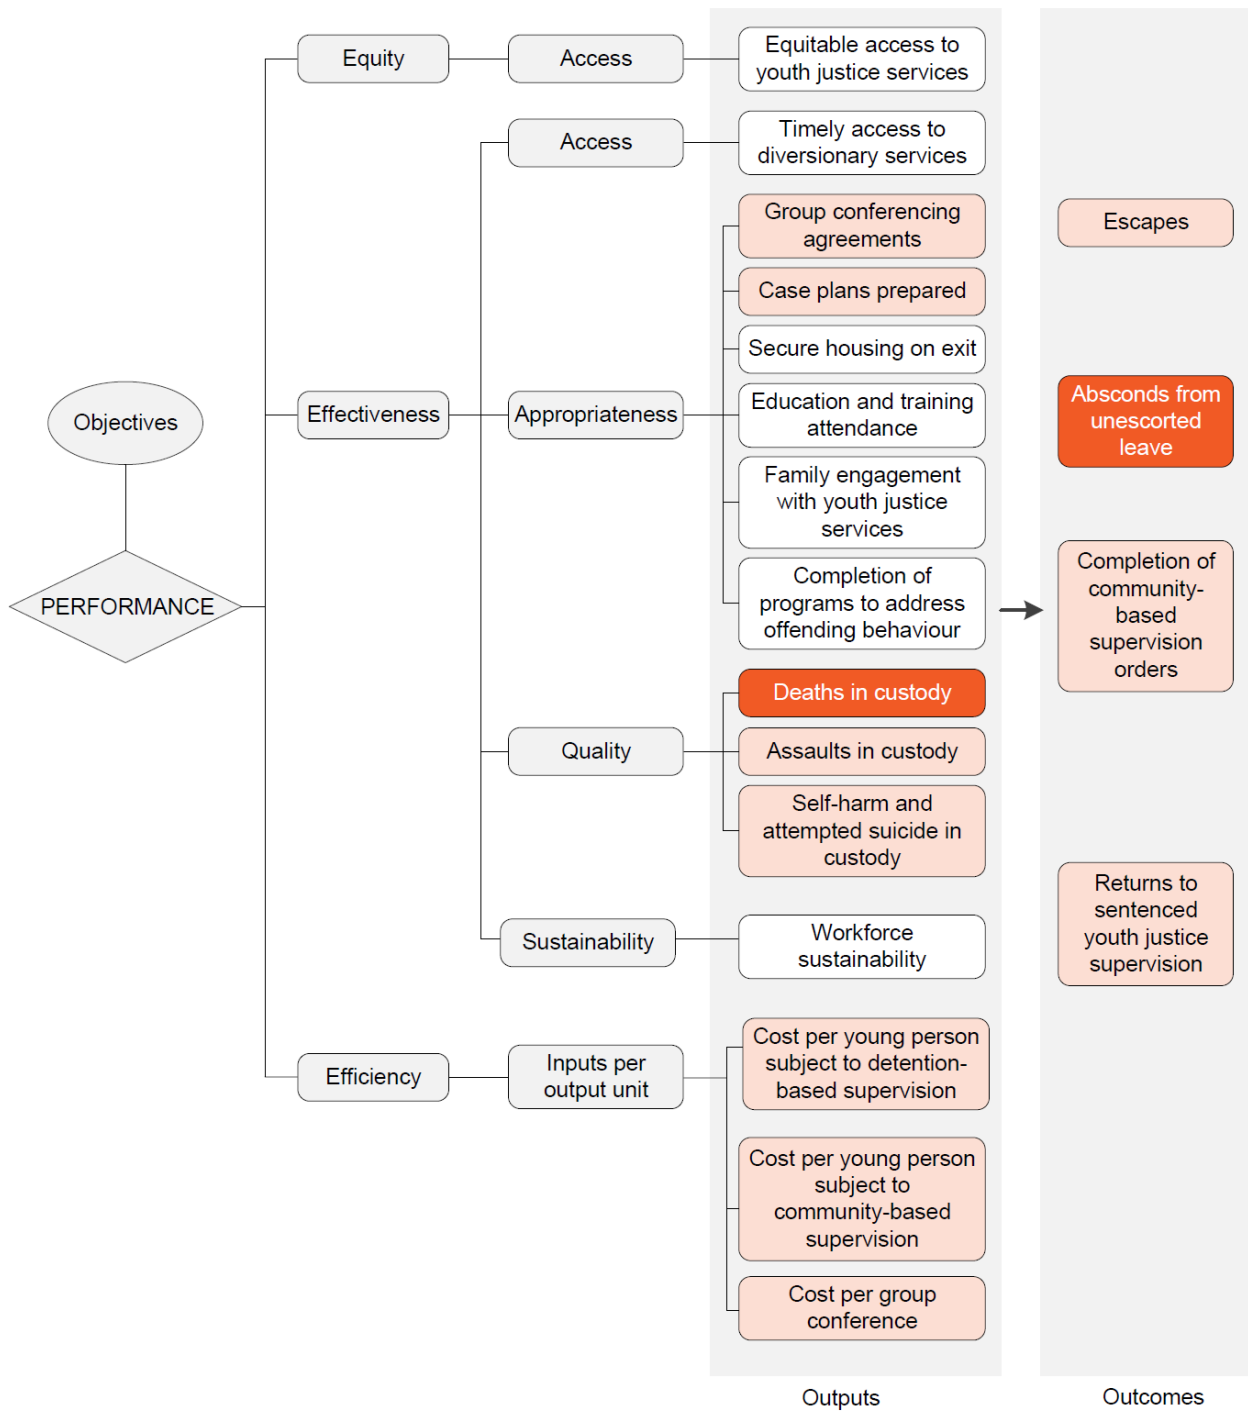 Objectives
PERFORMANCE
Equity
Access
Equitable access to
youth justice services
Effectiveness
Access
Timely access to
diversionary services
Appropriateness
Group conferencing
agreements
Case plans prepared
Secure housing on exit
Education and training
attendance
Family engagement
with youth justice
services
Completion of
programs to address
offending behaviour
Quality
Deaths in custody
Assaults in custody
Self-harm and
attempted suicide in
custody
Sustainability
Workforce
sustainability
Efficiency
Inputs per
output unit
Cost per young person
subject to detention-
based supervision
Cost per young person
subject to
community-based
supervision
Cost per group
conference
Outputs
Escapes
Absconds from
unescorted
leave
Completion of
community-
based
supervision
orders
Returns to
sentenced
youth justice
supervision
Outcomes